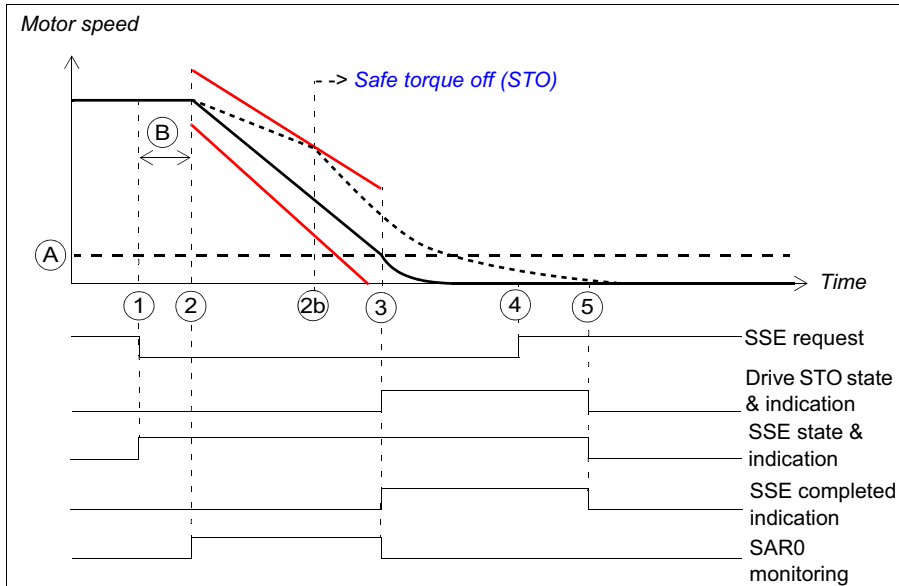 Motor speed
Safe torque off (STO)
B
A
Time
1
2
2b
3
4
5
SSE request
Drive STO state
& indication
SSE state &
indication
SSE completed
indication
SAR0
monitoring